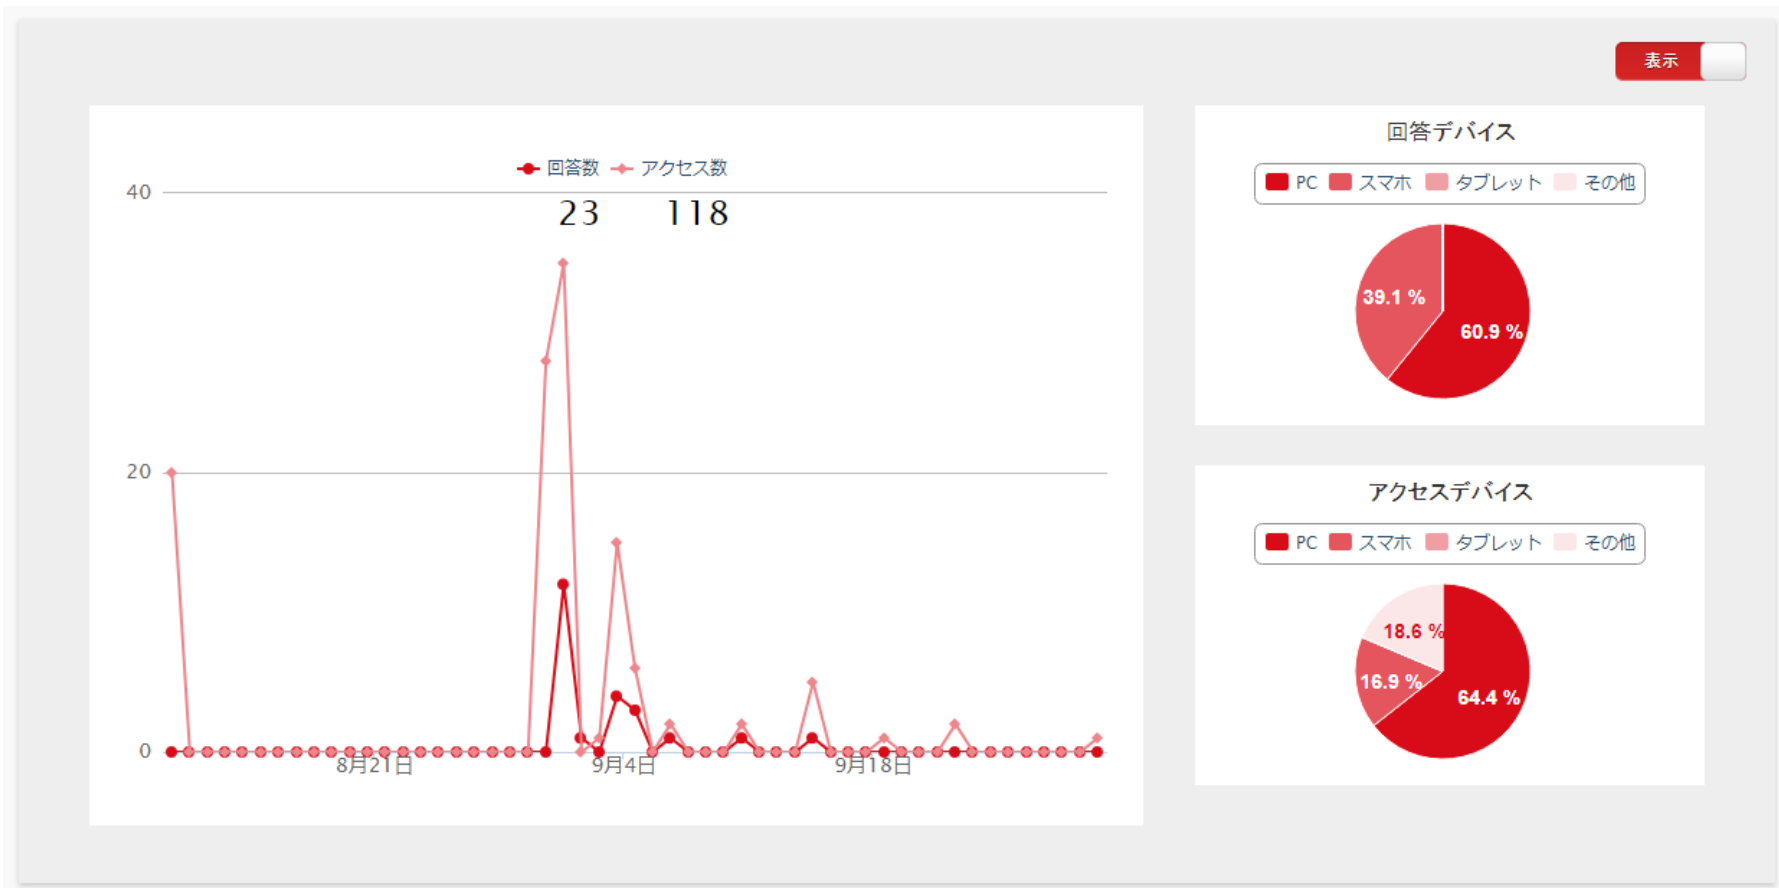 表示
回答数 アクセス数
40
23 118
20
0
8月21日 9月4日 9月18日
回答デバイス
PC スマホ タブレット その他
39.1 %
60.9 %
アクセスデバイス
PC スマホ タブレット その他
18.6 %
16.9 %
64.4 %